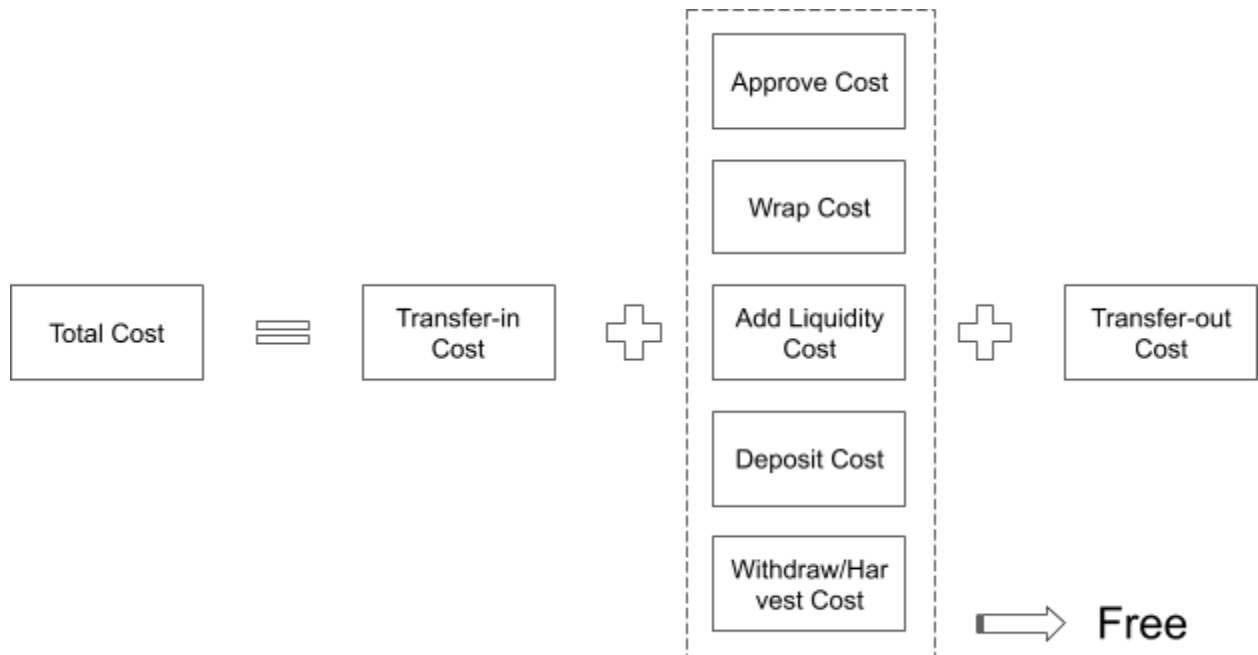 Approve Cost
Wrap Cost
Total Cost
Transfer-in
Cost
Add Liquidity
Cost
Transfer-out
Cost
Deposit Cost
Withdraw/Har
vest Cost
Free